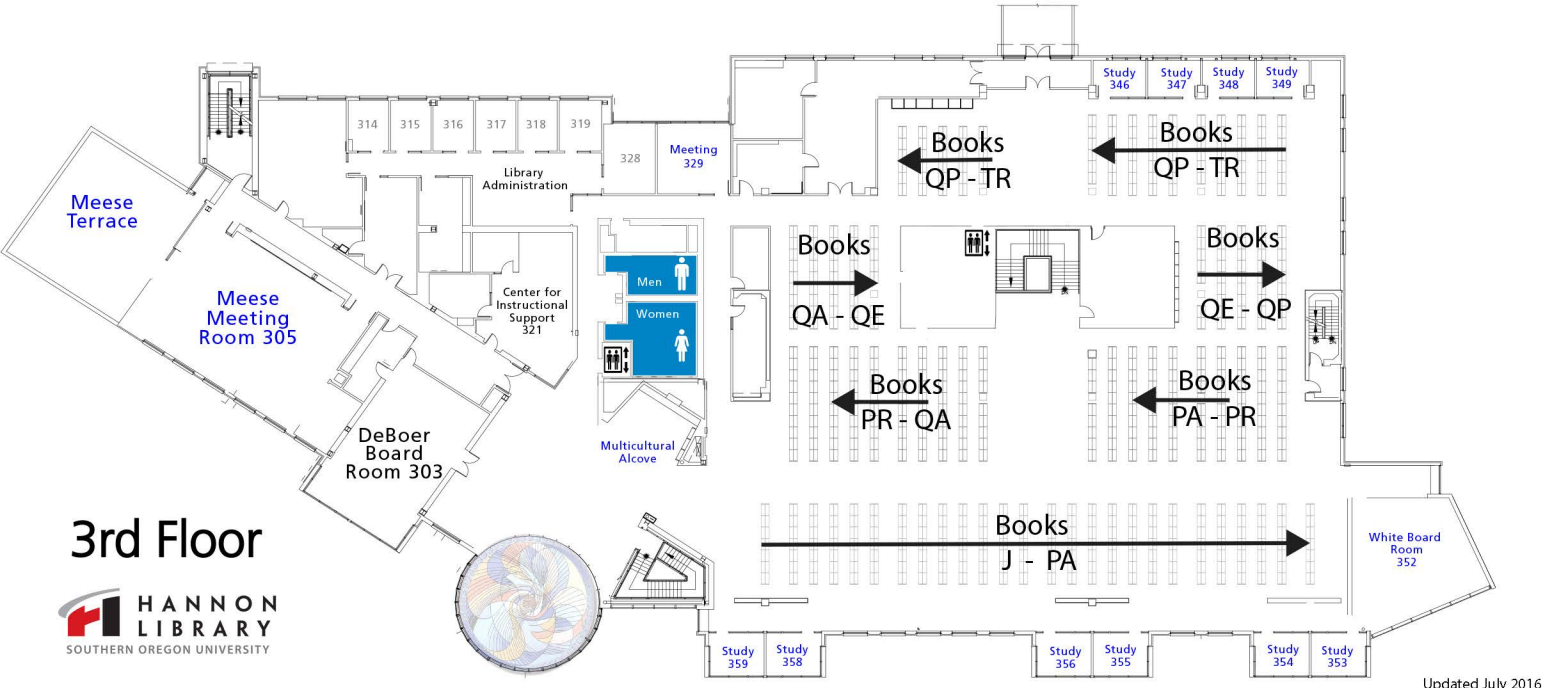 Study
346
Study
347
Study
348
Study
349
314
315
316
317
318
319
328
Meeting
329
Books
QP - TR
Books
QP - TR
Library
Administration
Meese
Terrace
Meese
Meeting
Room 305
Center for
Instructional
Support
321
Men
Women
Books
QA - QE
Books
QE - QP
Books
PR - QA
Books
PA - PR
DeBoer
Board
Room 303
Multicultural
Alcove
Books
J - PA
White Board
Room
352
3rd Floor
HANNON
LIBRARY
SOUTHERN OREGON UNIVERSITY
Study
359
Study
358
Study
356
Study
355
Study
354
Study
353
Updated July 2016